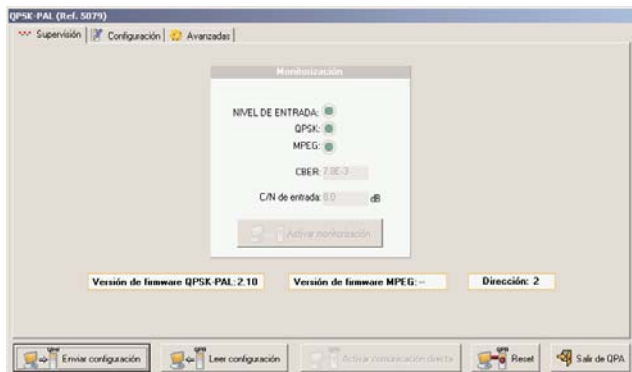 QPSK-PAL (Ref. 5079)
Supervisión Configuración Avanzadas
Monitorización
NIVEL DE ENTRADA:
QPSK:
MPEG:
CBER: 7.8E-3
C/N de entrada: 8.0 dB
Activar monitorización
Versión de firmware QPSK-PAL: 2.10 Versión de firmware MPEG: -- Dirección: 2
Enviar configuración Leer configuración Activar comunicación directa Reset Salir de QPA